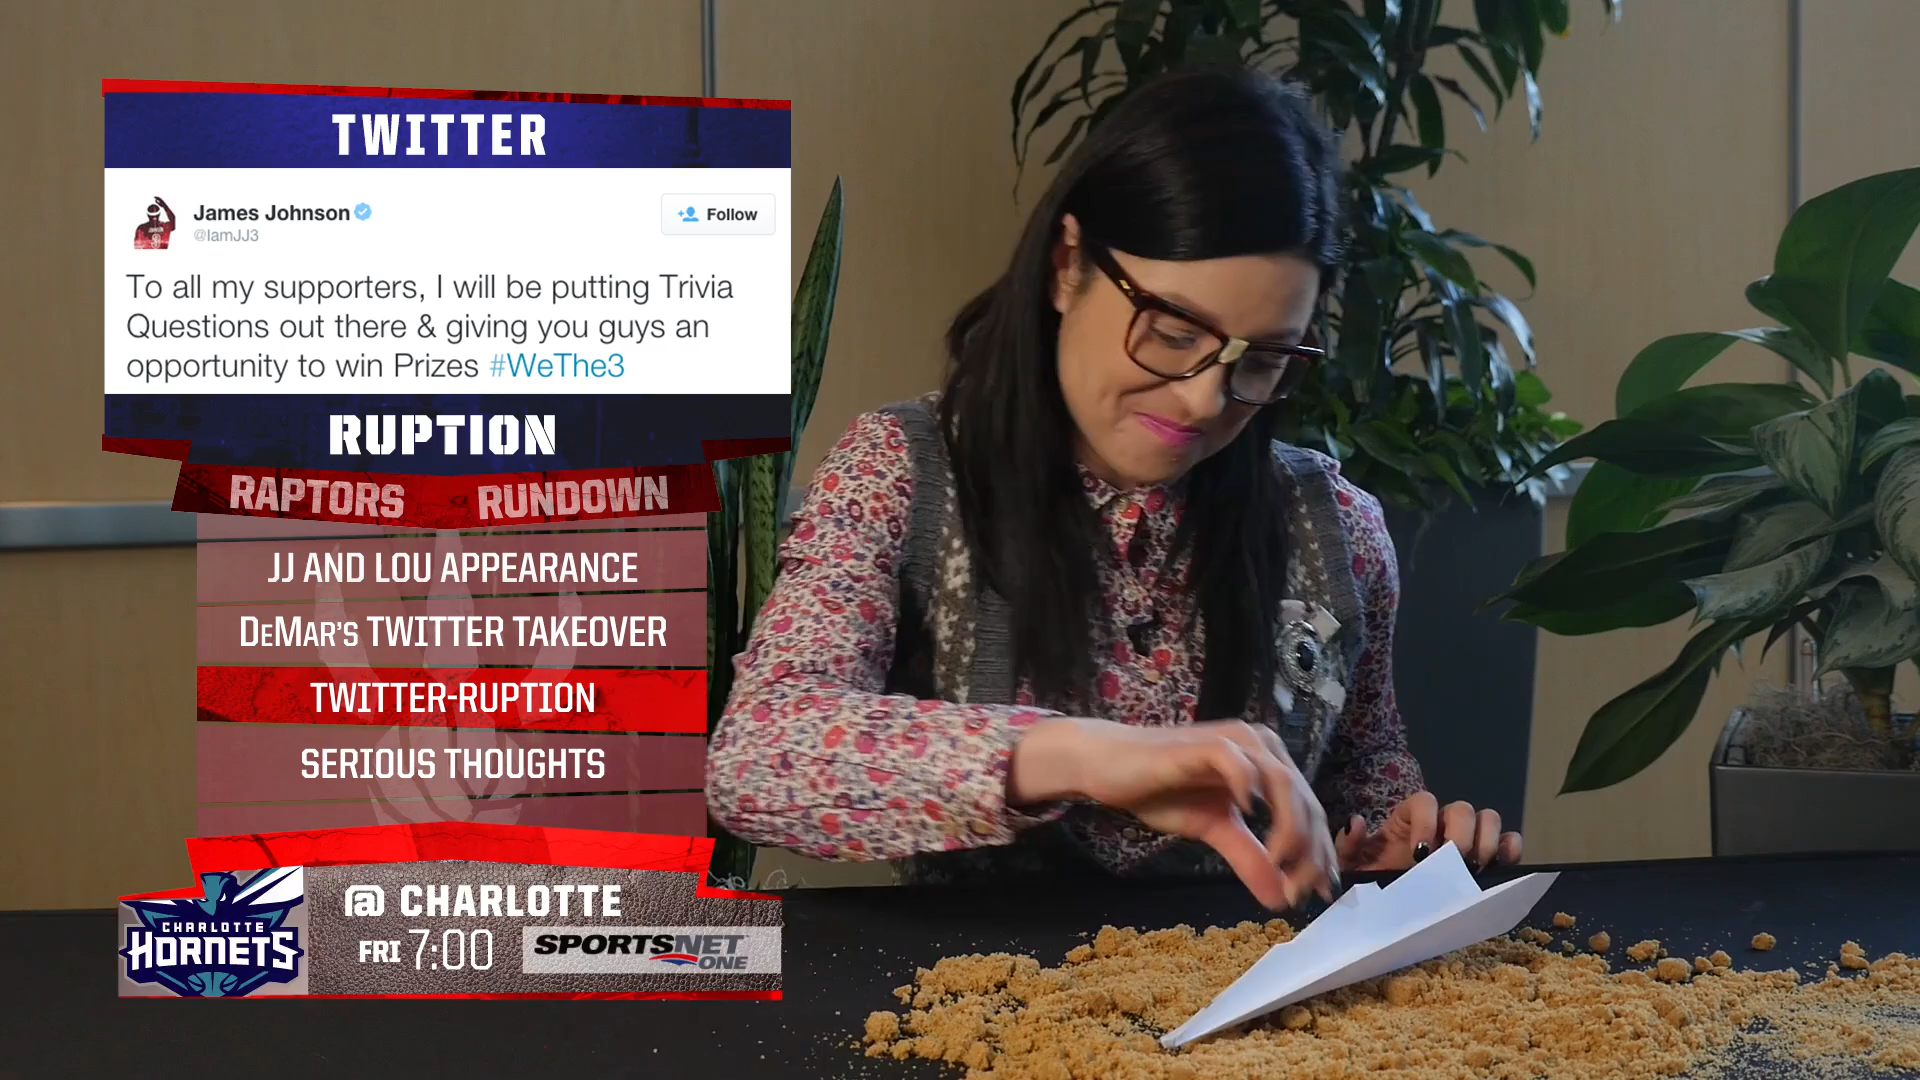 TWITTER
James Johnson
@IamJJ3
Follow
To all my supporters, I will be putting Trivia
Questions out there & giving you guys an
opportunity to win Prizes #WeThe3
RUPTION
RAPTORS RUNDOWN
JJ AND LOU APPEARANCE
DEMAR'S TWITTER TAKEOVER
TWITTER-RUPTION
SERIOUS THOUGHTS
CHARLOTTE
HORNETS
@ CHARLOTTE
FRI 7:00
SPORTSNET
ONE